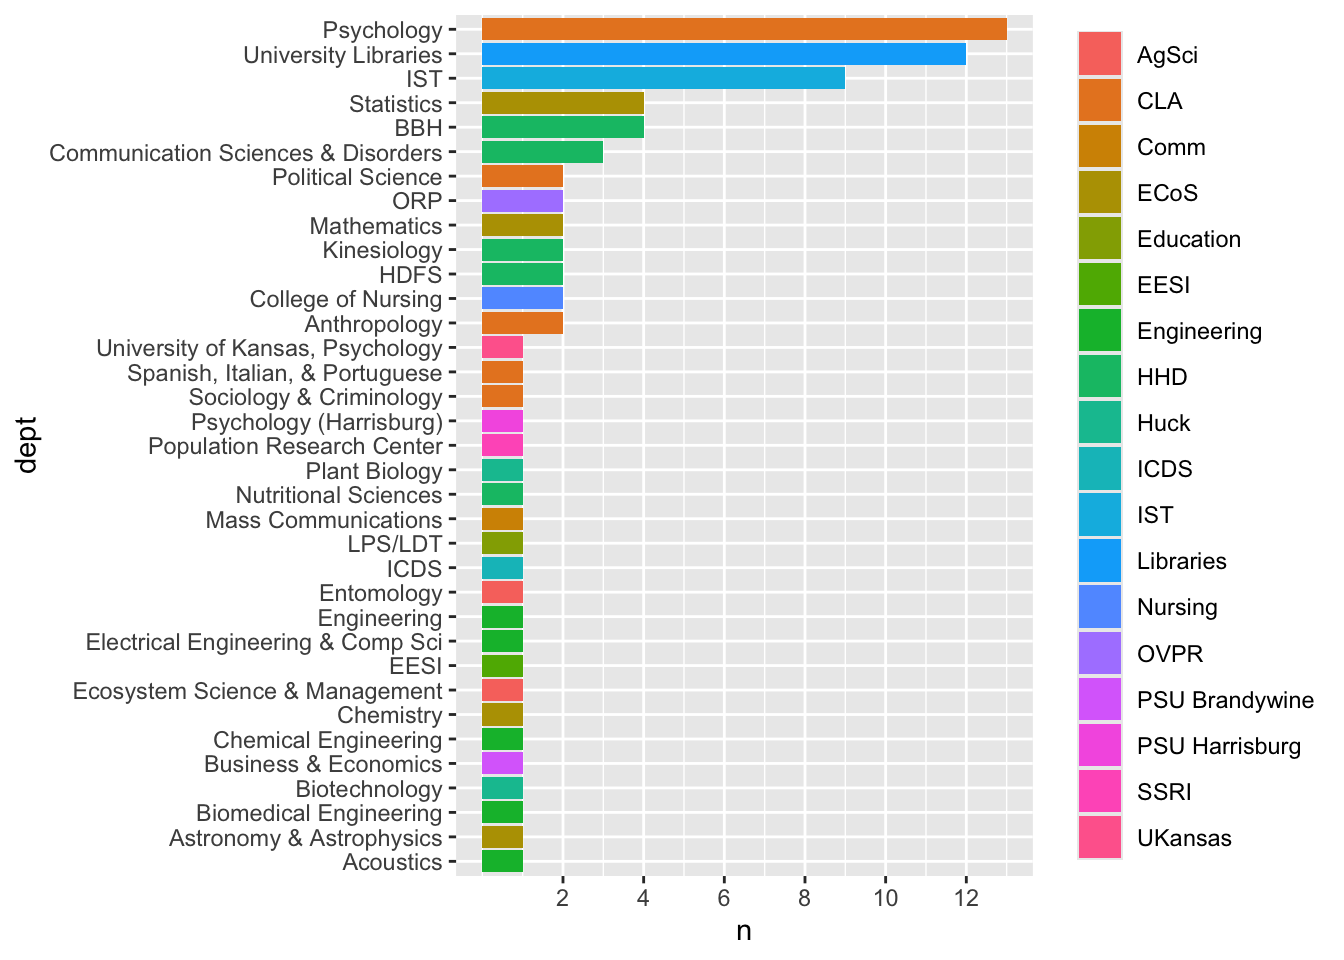 Psychology
University Libraries
IST
Statistics
BBH
Communication Sciences & Disorders
Political Science
ORP
Mathematics
Kinesiology
HDFS
College of Nursing
Anthropology
University of Kansas, Psychology
Spanish, Italian, & Portuguese
Sociology & Criminology
Psychology (Harrisburg)
Population Research Center
Plant Biology
Nutritional Sciences
Mass Communications
LPS/LDT
ICDS
Entomology
Engineering
Electrical Engineering & Comp Sci
EESI
Ecosystem Science & Management
Chemistry
Chemical Engineering
Business & Economics
Biotechnology
Biomedical Engineering
Astronomy & Astrophysics
Acoustics
dept
2 4 6 8 10 12
n
AgSci
CLA
Comm
ECoS
Education
EESI
Engineering
HHD
Huck
ICDS
IST
Libraries
Nursing
OVPR
PSU Brandywine
PSU Harrisburg
SSRI
UKansas